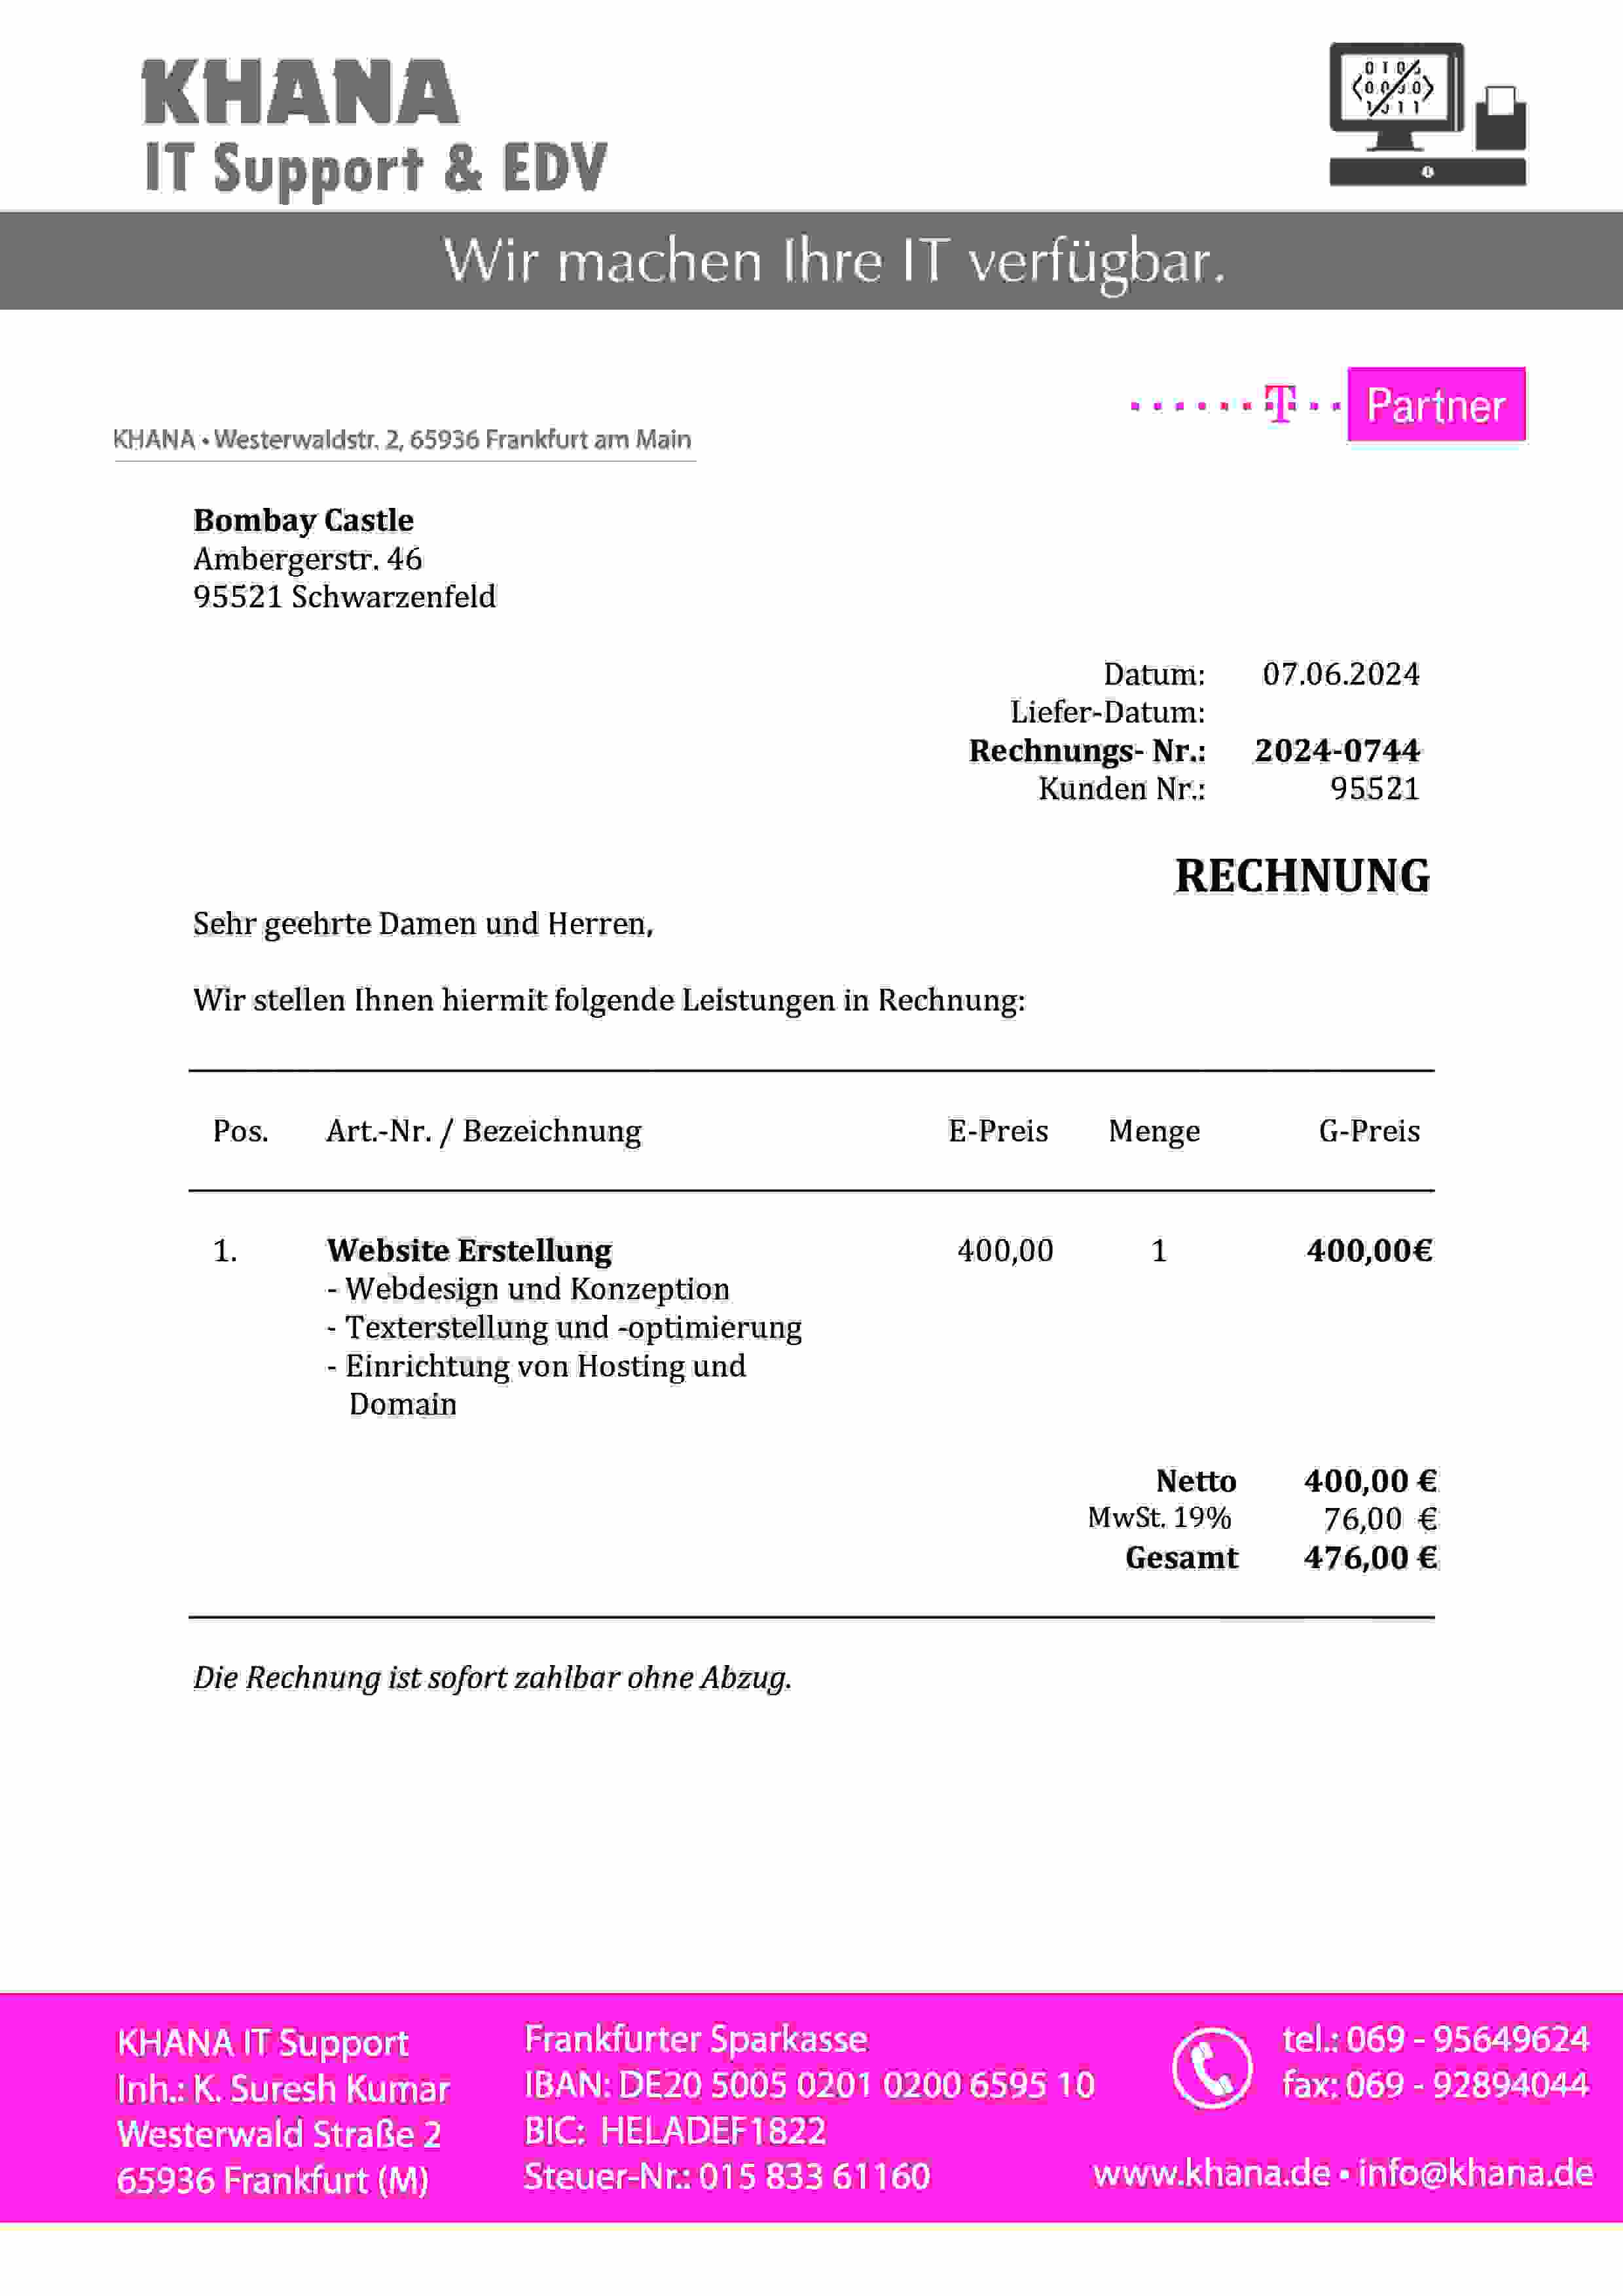 KHANA
IT Support & EDV
Wir machen Ihre IT verfügbar.
T Partner
KHANA • Westerwaldstr. 2, 65936 Frankfurt am Main
Bombay Castle
Ambergerstr. 46
95521 Schwarzenfeld
Datum: 07.06.2024
Liefer-Datum:
Rechnungs- Nr.: 2024-0744
Kunden Nr.: 95521
RECHNUNG
Sehr geehrte Damen und Herren,
Wir stellen Ihnen hiermit folgende Leistungen in Rechnung:
Pos. Art.-Nr. / Bezeichnung E-Preis Menge G-Preis
1. Website Erstellung 400,00 1 400,00€
- Webdesign und Konzeption
- Texterstellung und -optimierung
- Einrichtung von Hosting und
Domain
Netto 400,00 €
MwSt. 19% 76,00 €
Gesamt 476,00 €
Die Rechnung ist sofort zahlbar ohne Abzug.
KHANA IT Support
Inh.: K. Suresh Kumar
Westerwald Straße 2
65936 Frankfurt (M)
Frankfurter Sparkasse
IBAN: DE20 5005 0201 0200 6595 10
BIC: HELADEF1822
Steuer-Nr.: 015 833 61160
tel.: 069 - 95649624
fax: 069 - 92894044
www.khana.de • info@khana.de